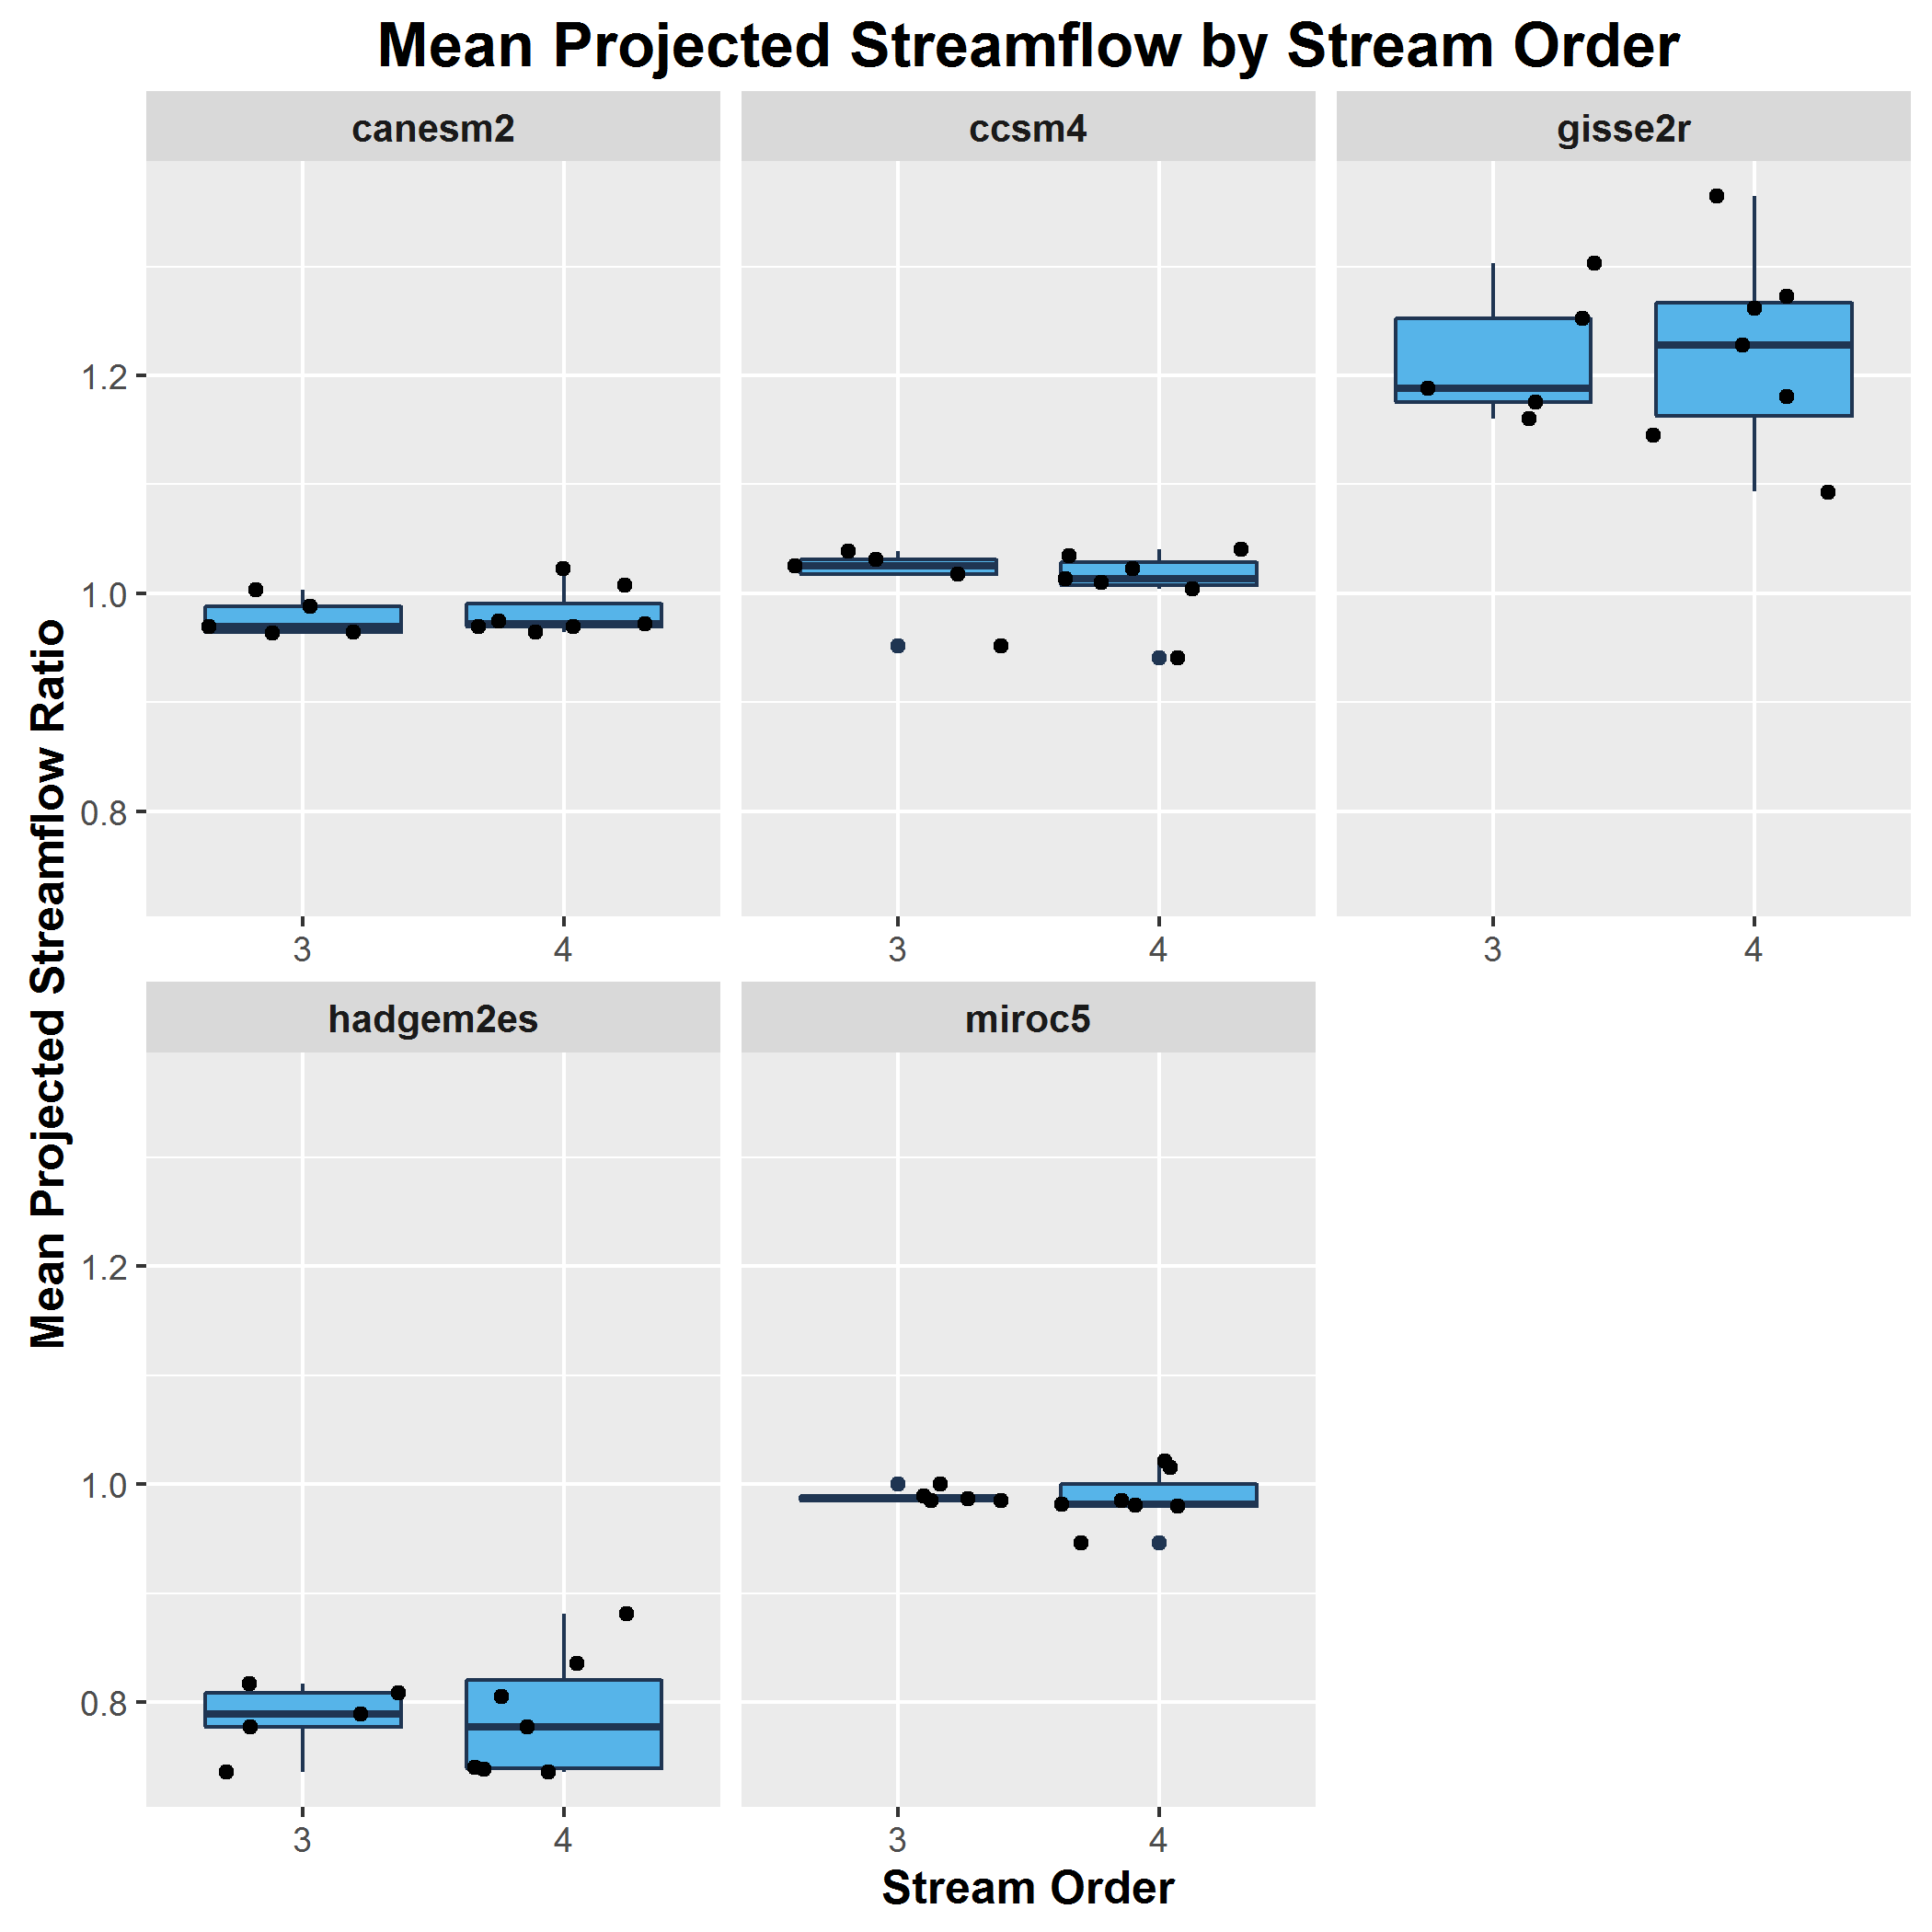 Mean Projected Streamflow by Stream Order
canesm2
ccsm4
gisse2r
1.2
1.0
0.8
3 4
3 4
3 4
Mean Projected Streamflow Ratio
hadgem2es
miroc5
1.2
1.0
0.8
3 4
3 4
Stream Order